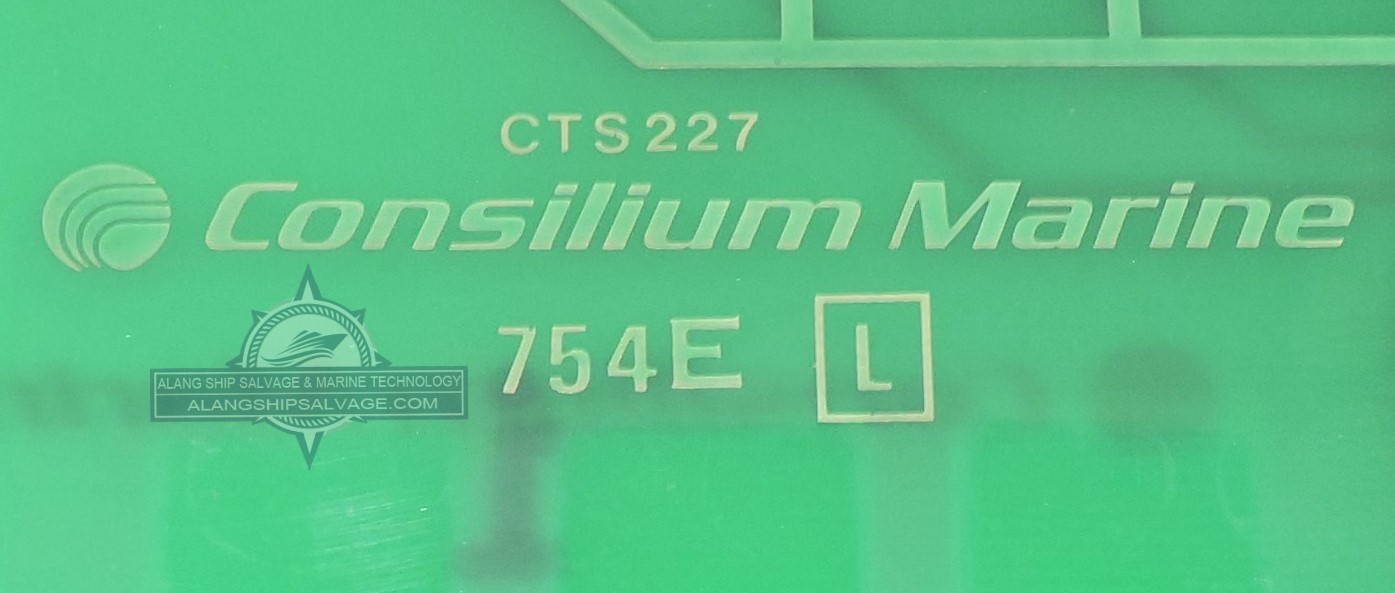 CTS227
Consilium Marine
754E L
ALANG SHIP SALVAGE & MARINE TECHNOLOGY
ALANGSHIPSALVAGE.COM